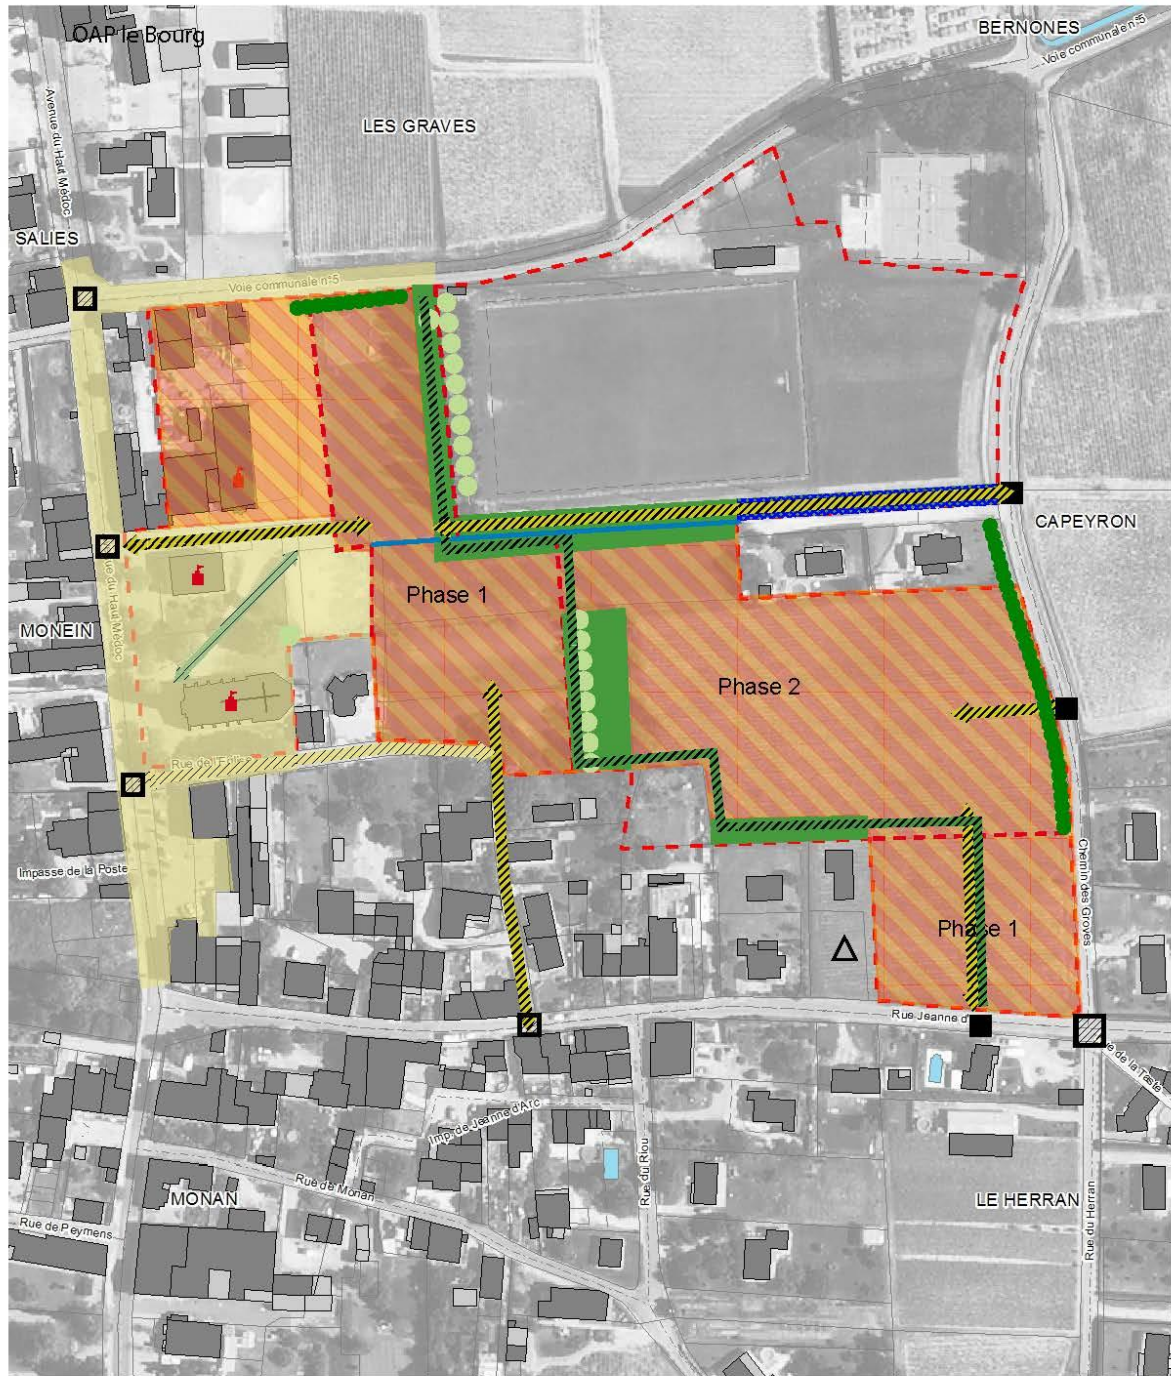 OAP le Bourg
BERNONES
Voie communale n°5
Avenue du Haut Médoc
LES GRAVES
SALIES
Voie communale n°5
CAPEYRON
Rue du Haut Médoc
Phase 1
MONEIN
Phase 2
Rue de l'Eglise
Impasse de la Poste
Chemin des Groves
Phase 1
Rue Jeanne d'
Rue de la Taste
Imp. de Jeanne d'Arc
Rue du Riou
Rue de Monan
MONAN
LE HERRAN
Rue de Peymens
Rue du Herran